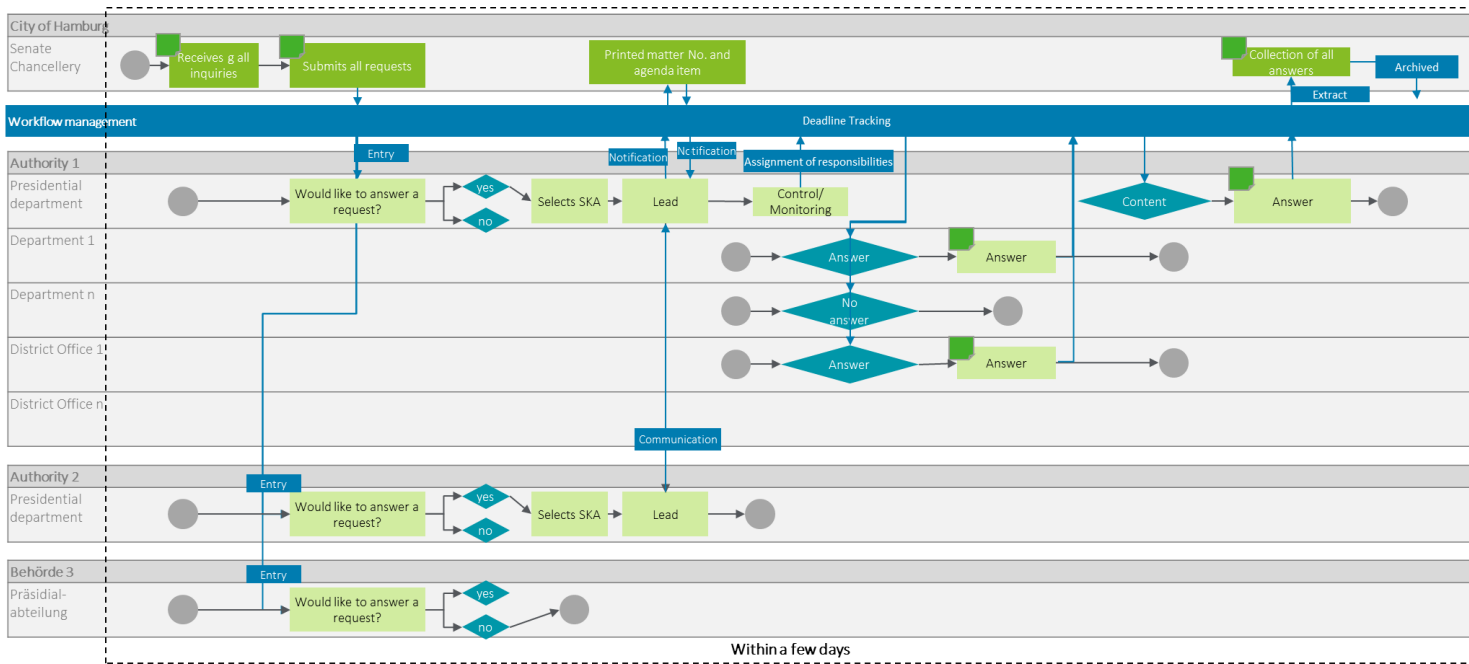 City of Hamburg
Senate
Chancellery
Receives g all
inquiries
Submits all requests
Printed matter No. and
agenda item
Collection of all
answers
Archived
Extract
Workflow management
Deadline Tracking
Entry
Notification
Notification
Assignment of responsibilities
Authority 1
Presidential
department
Would like to answer a
request?
yes
no
Selects SKA
Lead
Control/
Monitoring
Content
Answer
Department 1
Answer
Answer
Department n
No
answer
District Office 1
Answer
Answer
District Office n
Communication
Authority 2
Presidential
department
Entry
Would like to answer a
request?
yes
no
Selects SKA
Lead
Behörde 3
Präsidial-
abteilung
Entry
Would like to answer a
request?
yes
no
Within a few days